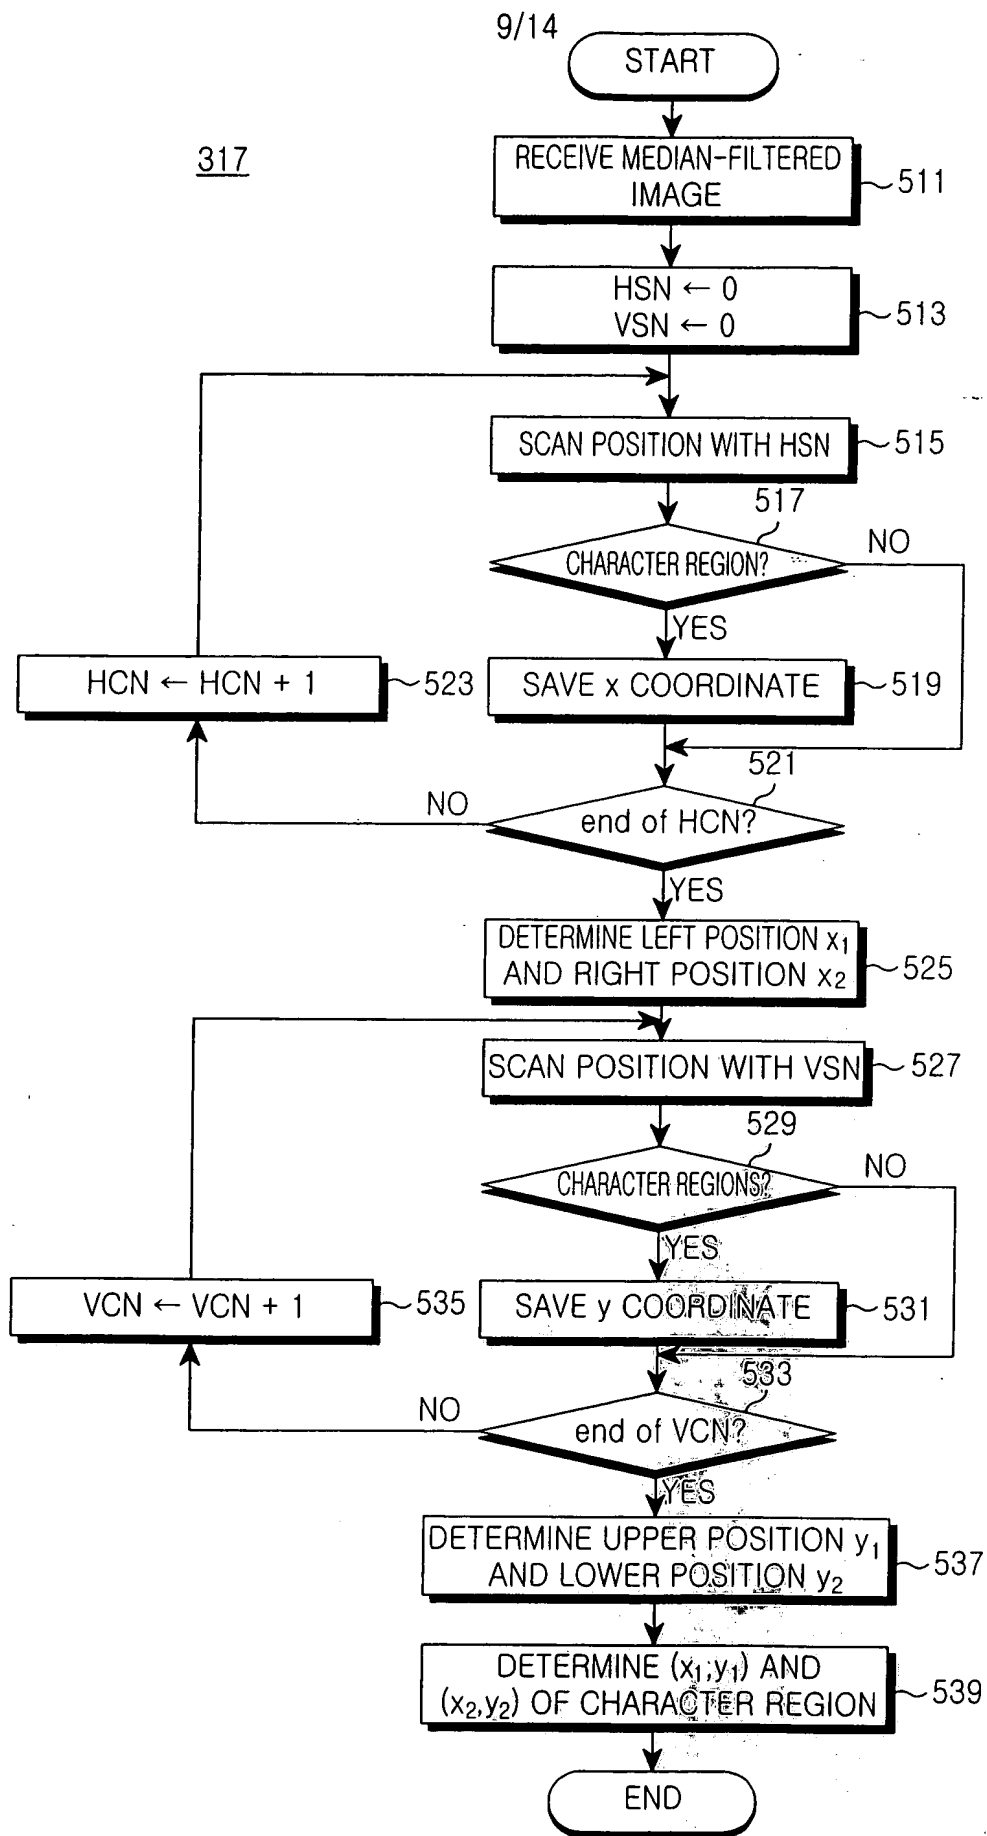 9/14
START
317
RECEIVE MEDIAN-FILTERED
IMAGE
511
HSN ← 0
VSN ← 0
513
SCAN POSITION WITH HSN
515
517
CHARACTER REGION?
NO
YES
HCN ← HCN + 1
523
SAVE x COORDINATE
519
521
NO
end of HCN?
YES
DETERMINE LEFT POSITION x₁
AND RIGHT POSITION x₂
525
SCAN POSITION WITH VSN
527
529
CHARACTER REGIONS?
NO
YES
VCN ← VCN + 1
535
SAVE y COORDINATE
531
533
NO
end of VCN?
YES
DETERMINE UPPER POSITION y₁
AND LOWER POSITION y₂
537
DETERMINE (x₁,y₁) AND
(x₂,y₂) OF CHARACTER REGION
539
END